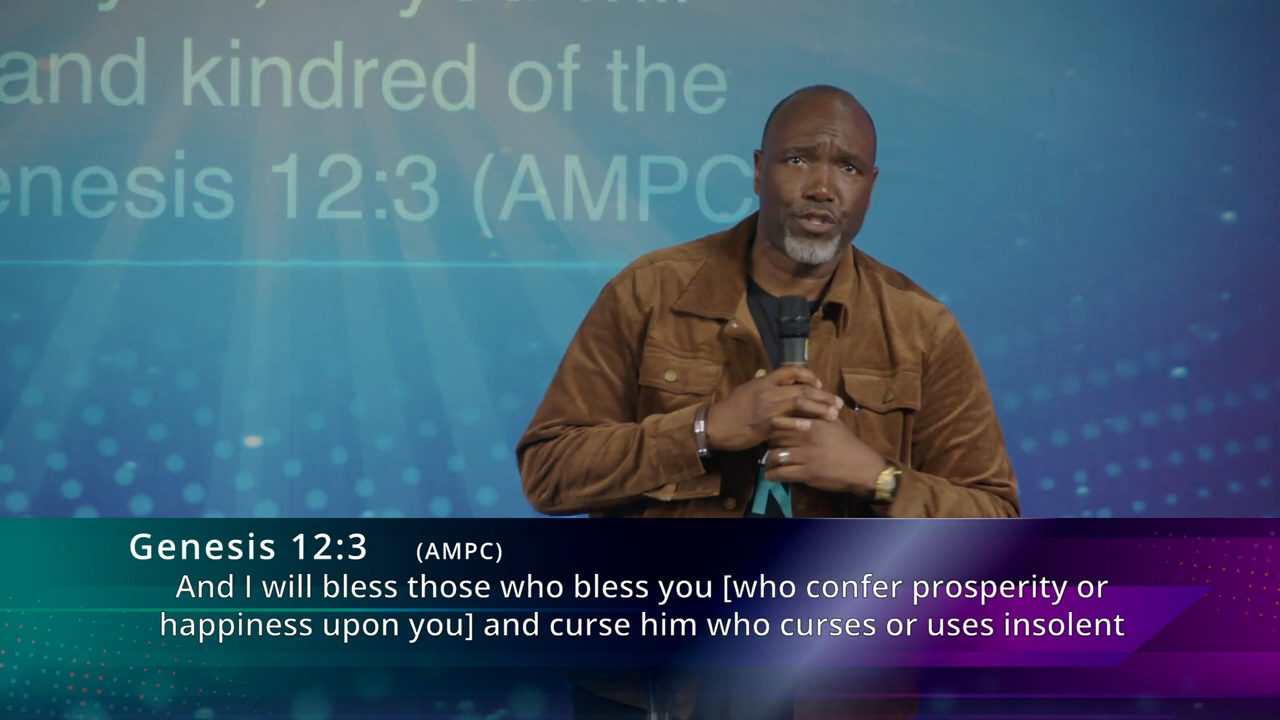 and kindred of the
enesis 12:3 (AMPC
Genesis 12:3 (AMPC)
And I will bless those who bless you [who confer prosperity or
happiness upon you] and curse him who curses or uses insolent